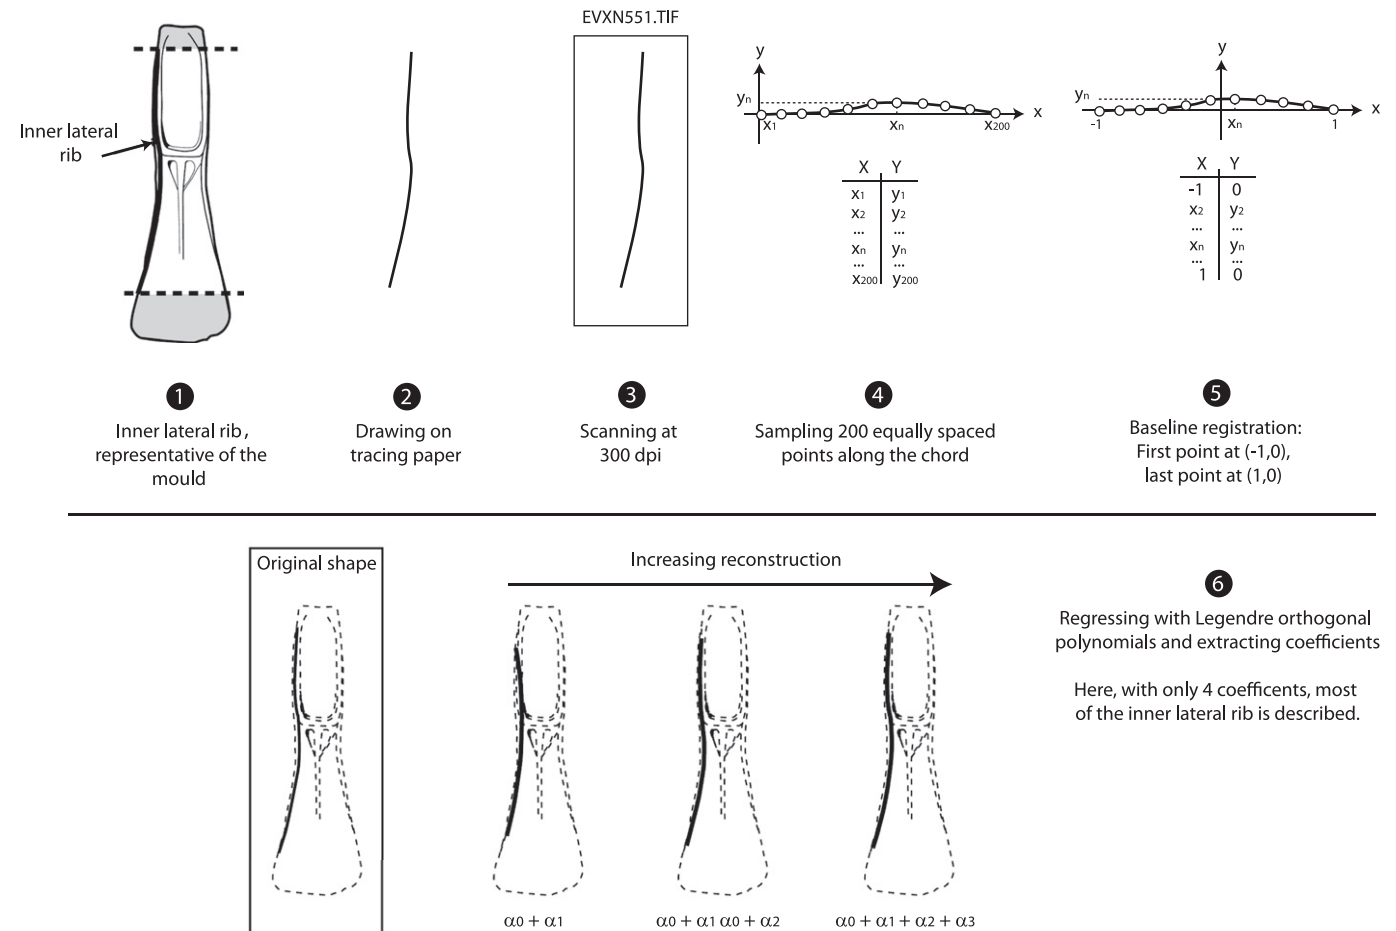 EVXN551.TIF
Inner lateral
rib
y
yn
x1
xn
x200
x
X Y
x1 y1
x2 y2
... ...
xn yn
... ...
x200 y200
y
yn
-1
xn
1
x
X Y
-1 0
x2 y2
... ...
xn yn
... ...
1 0
1
Inner lateral rib,
representative of the
mould
2
Drawing on
tracing paper
3
Scanning at
300 dpi
4
Sampling 200 equally spaced
points along the chord
5
Baseline registration:
First point at (-1,0),
last point at (1,0)
Original shape
Increasing reconstruction
α0 + α1
α0 + α1 α0 + α2
α0 + α1 + α2 + α3
6
Regressing with Legendre orthogonal
polynomials and extracting coefficients
Here, with only 4 coefficents, most
of the inner lateral rib is described.